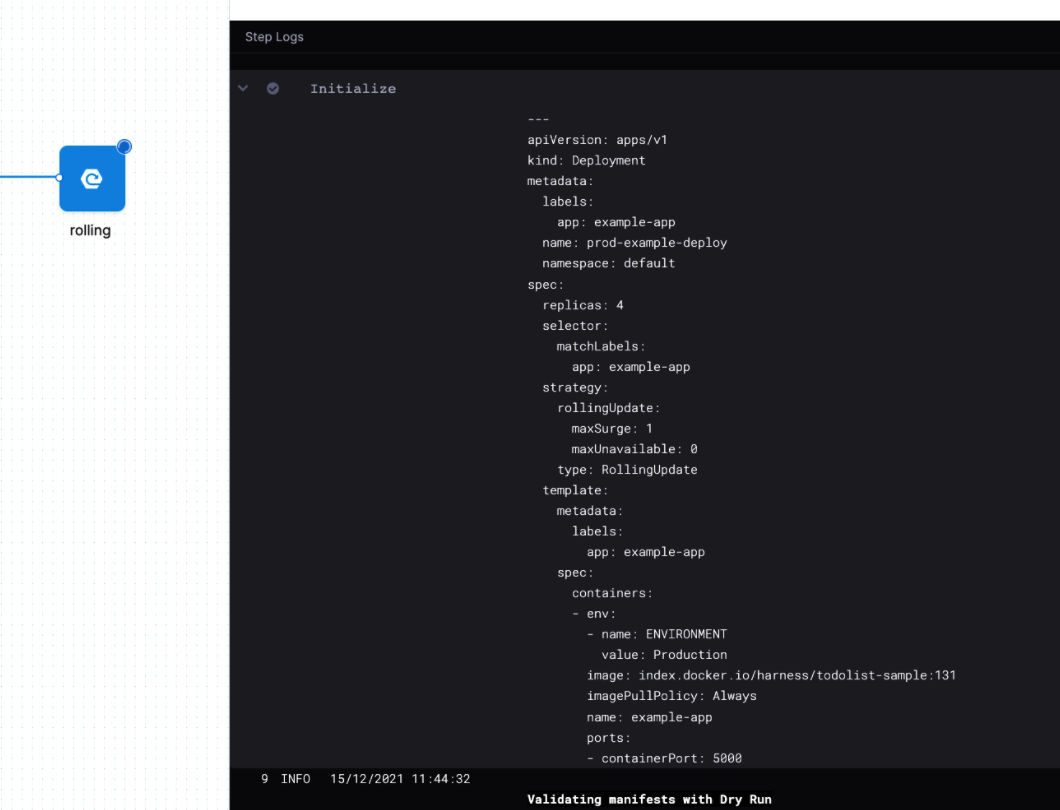 Step Logs
Initialize
---
apiVersion: apps/v1
kind: Deployment
metadata:
  labels:
    app: example-app
  name: prod-example-deploy
  namespace: default
spec:
  replicas: 4
  selector:
    matchLabels:
      app: example-app
  strategy:
    rollingUpdate:
      maxSurge: 1
      maxUnavailable: 0
    type: RollingUpdate
  template:
    metadata:
      labels:
        app: example-app
    spec:
      containers:
      - env:
        - name: ENVIRONMENT
          value: Production
        image: index.docker.io/harness/todolist-sample:131
        imagePullPolicy: Always
        name: example-app
        ports:
        - containerPort: 5000
9 INFO 15/12/2021 11:44:32
Validating manifests with Dry Run
rolling